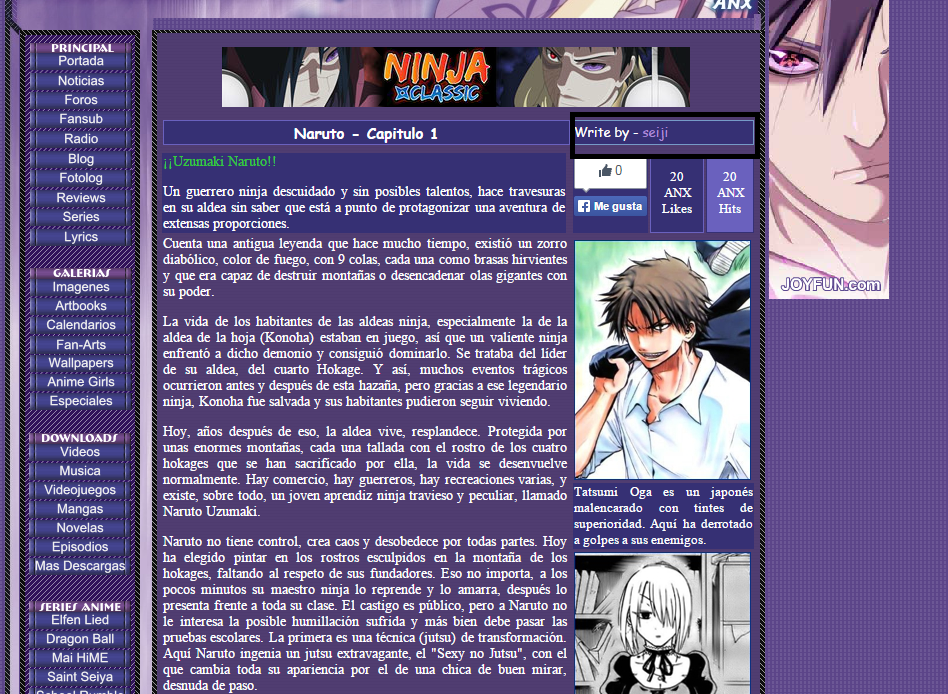 ANX
PRINCIPAL
Portada
Noticias
Foros
Fansub
Radio
Blog
Fotolog
Reviews
Series
Lyrics
GALERIAS
Imagenes
Artbooks
Calendarios
Fan-Arts
Wallpapers
Anime Girls
Especiales
DOWNLOADS
Videos
Musica
Videojuegos
Mangas
Novelas
Episodios
Mas Descargas
SERIES ANIME
Elfen Lied
Dragon Ball
Mai HiME
Saint Seiya
School Rumble
NINJA
CLASSIC
Naruto - Capitulo 1
¡¡Uzumaki Naruto!!
Un guerrero ninja descuidado y sin posibles talentos, hace travesuras
en su aldea sin saber que está a punto de protagonizar una aventura de
extensas proporciones.
Cuenta una antigua leyenda que hace mucho tiempo, existió un zorro
diabólico, color de fuego, con 9 colas, cada una como brasas hirvientes
y que era capaz de destruir montañas o desencadenar olas gigantes con
su poder.
La vida de los habitantes de las aldeas ninja, especialmente la de la
aldea de la hoja (Konoha) estaban en juego, así que un valiente ninja
enfrentó a dicho demonio y consiguió dominarlo. Se trataba del líder
de su aldea, del cuarto Hokage. Y así, muchos eventos trágicos
ocurrieron antes y después de esta hazaña, pero gracias a ese legendario
ninja, Konoha fue salvada y sus habitantes pudieron seguir viviendo.
Hoy, años después de eso, la aldea vive, resplandece. Protegida por
unas enormes montañas, cada una tallada con el rostro de los cuatro
hokages que se han sacrificado por ella, la vida se desenvuelve
normalmente. Hay comercio, hay guerreros, hay recreaciones varias, y
existe, sobre todo, un joven aprendiz ninja travieso y peculiar, llamado
Naruto Uzumaki.
Naruto no tiene control, crea caos y desobedece por todas partes. Hoy
ha elegido pintar en los rostros esculpidos en la montaña de los
hokages, faltando al respeto de sus fundadores. Eso no importa, a los
pocos minutos su maestro ninja lo reprende y lo amarra, después lo
presenta frente a toda su clase. El castigo es público, pero a Naruto no
le interesa la posible humillación sufrida y más bien debe pasar las
pruebas escolares. La primera es una técnica (jutsu) de transformación.
Aquí Naruto ingenia un jutsu extravagante, el "Sexy no Jutsu", con el
que cambia toda su apariencia por el de una chica de buen mirar,
desnuda de paso.
Write by - seiji
0
Me gusta
20
ANX
Likes
20
ANX
Hits
Tatsumi Oga es un japonés
malencarado con tintes de
superioridad. Aquí ha derrotado
a golpes a sus enemigos.
JOYFUN.com